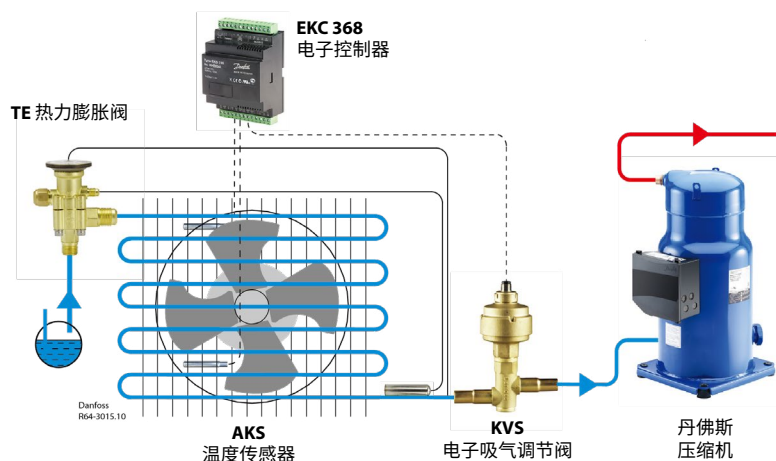 EKC 368
电子控制器
TE 热力膨胀阀
Danfoss
R64-3015.10
AKS
温度传感器
KVS
电子吸气调节阀
丹佛斯
压缩机